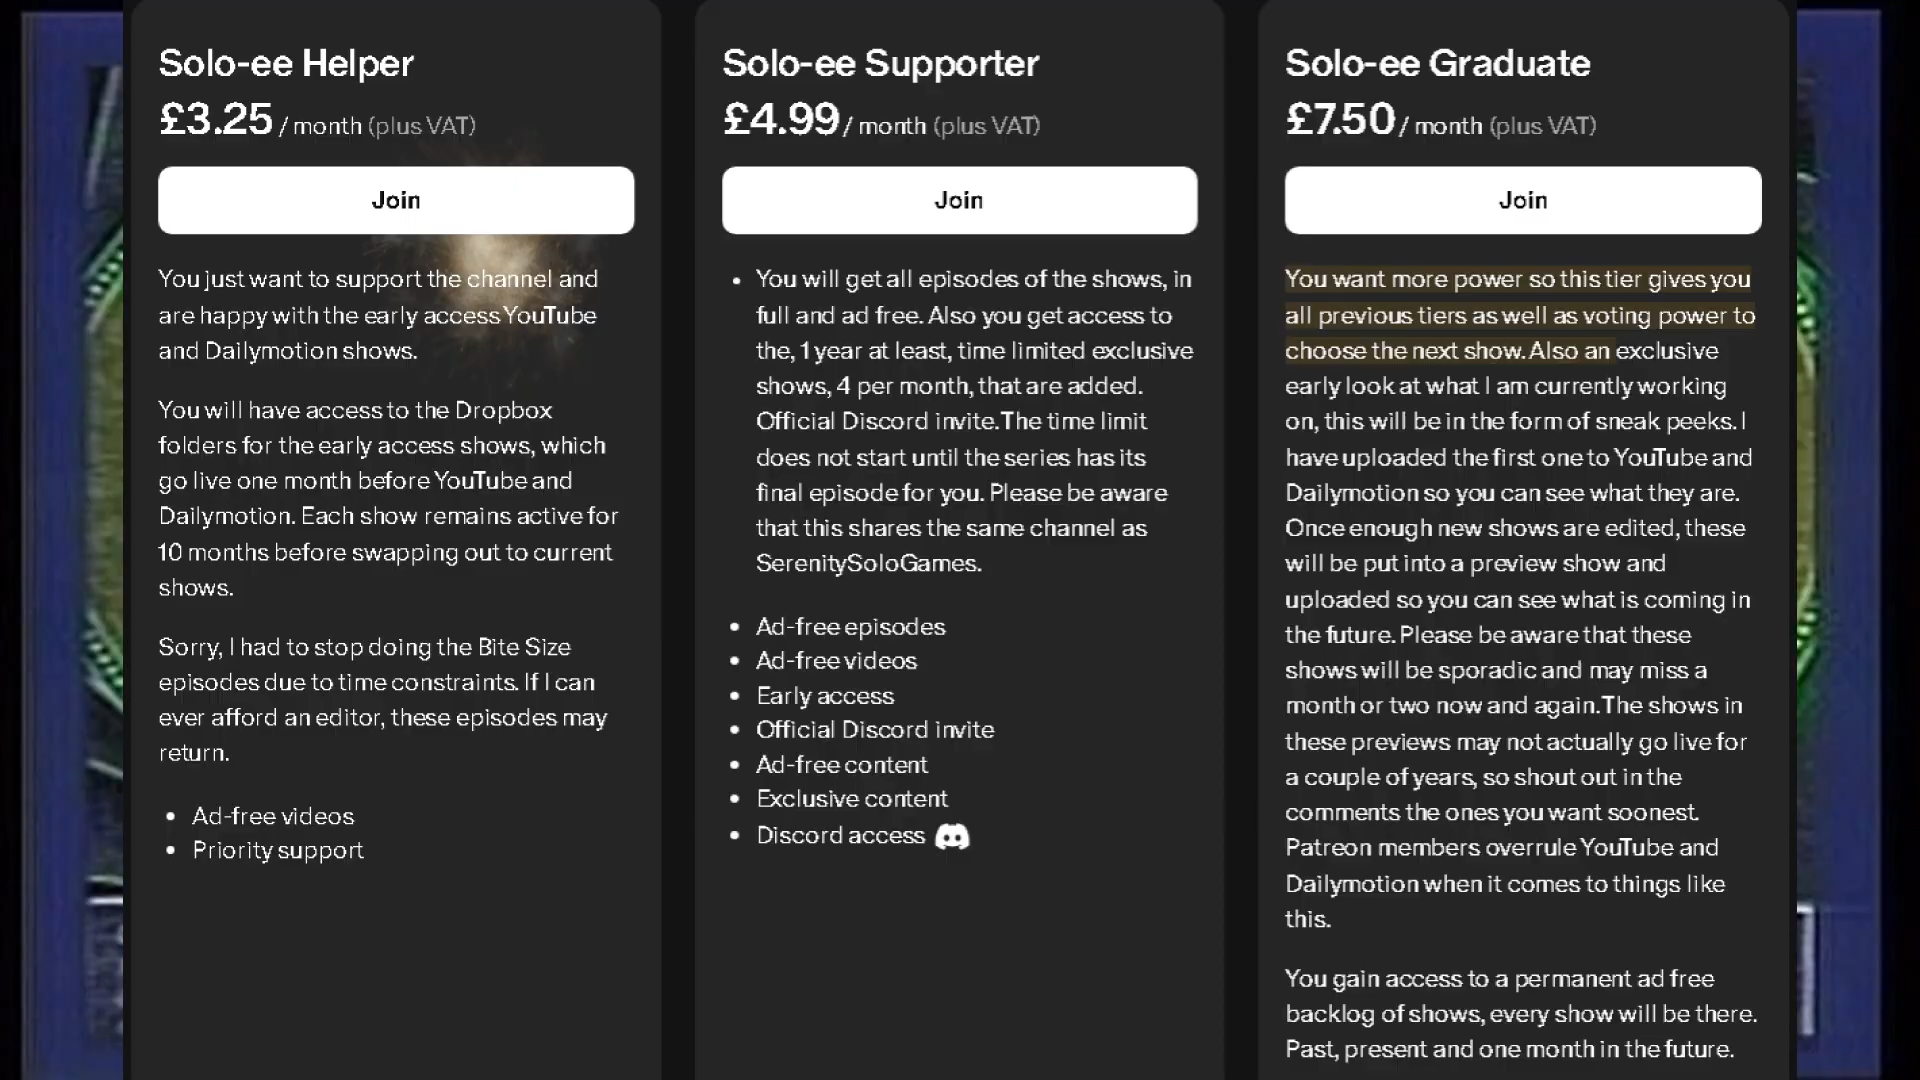 Solo-ee Helper
£3.25 / month (plus VAT)
Join
You just want to support the channel and
are happy with the early access YouTube
and Dailymotion shows.
You will have access to the Dropbox
folders for the early access shows, which
go live one month before YouTube and
Dailymotion. Each show remains active for
10 months before swapping out to current
shows.
Sorry, I had to stop doing the Bite Size
episodes due to time constraints. If I can
ever afford an editor, these episodes may
return.
• Ad-free videos
• Priority support
Solo-ee Supporter
£4.99 / month (plus VAT)
Join
• You will get all episodes of the shows, in
full and ad free. Also you get access to
the, 1 year at least, time limited exclusive
shows, 4 per month, that are added.
Official Discord invite.The time limit
does not start until the series has its
final episode for you. Please be aware
that this shares the same channel as
SerenitySoloGames.
• Ad-free episodes
• Ad-free videos
• Early access
• Official Discord invite
• Ad-free content
• Exclusive content
• Discord access
Solo-ee Graduate
£7.50 / month (plus VAT)
Join
You want more power so this tier gives you
all previous tiers as well as voting power to
choose the next show. Also an exclusive
early look at what I am currently working
on, this will be in the form of sneak peeks. I
have uploaded the first one to YouTube and
Dailymotion so you can see what they are.
Once enough new shows are edited, these
will be put into a preview show and
uploaded so you can see what is coming in
the future. Please be aware that these
shows will be sporadic and may miss a
month or two now and again.The shows in
these previews may not actually go live for
a couple of years, so shout out in the
comments the ones you want soonest.
Patreon members overrule YouTube and
Dailymotion when it comes to things like
this.
You gain access to a permanent ad free
backlog of shows, every show will be there.
Past, present and one month in the future.